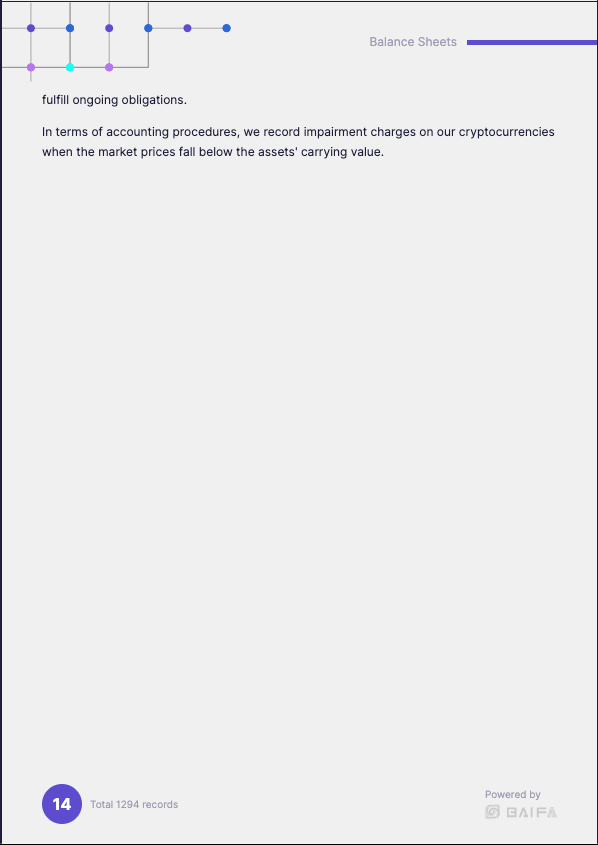 Balance Sheets
fulfill ongoing obligations.
In terms of accounting procedures, we record impairment charges on our cryptocurrencies
when the market prices fall below the assets' carrying value.
14
Total 1294 records
Powered by
BAIFA